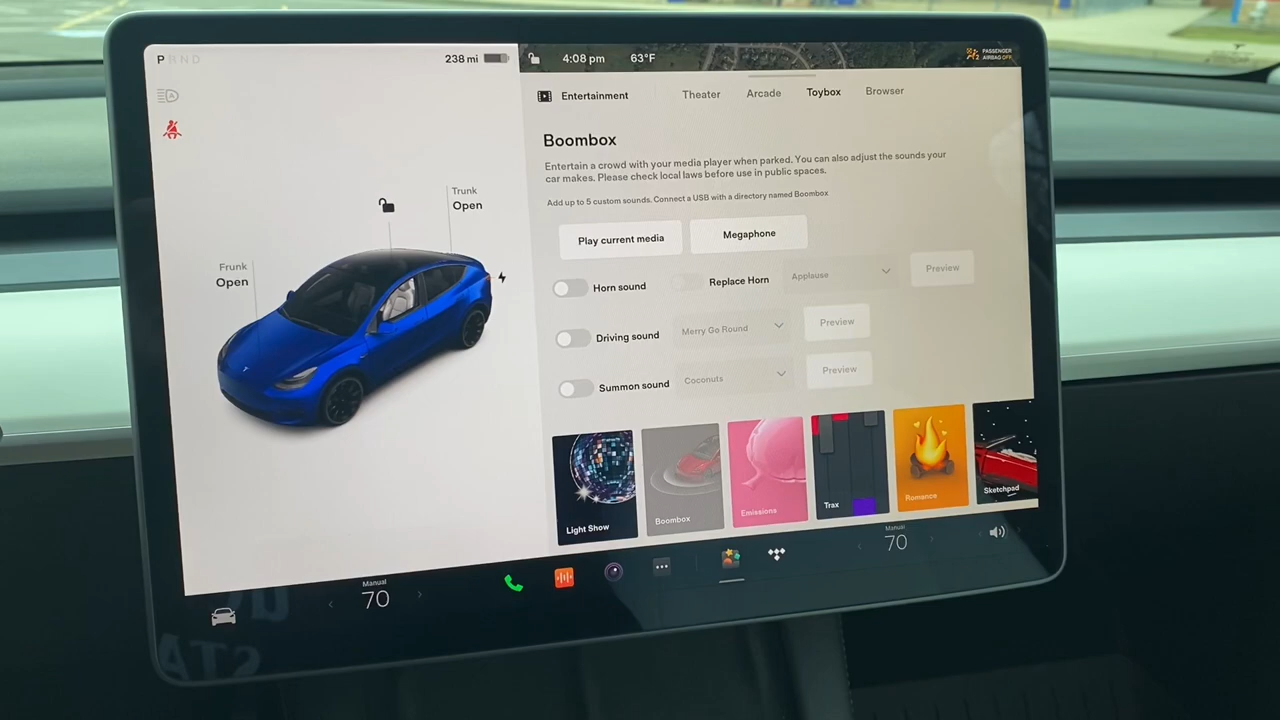 P R N D
238 mi
4:08 pm
63°F
PASSENGER
AIRBAG OFF
Entertainment
Theater
Arcade
Toybox
Browser
Boombox
Entertain a crowd with your media player when parked. You can also adjust the sounds your
car makes. Please check local laws before use in public spaces.
Add up to 5 custom sounds. Connect a USB with a directory named Boombox
Play current media
Megaphone
Horn sound
Replace Horn
Applause
Preview
Driving sound
Merry Go Round
Preview
Summon sound
Coconuts
Preview
Trunk
Open
Frunk
Open
Light Show
Boombox
Emissions
Trax
Romance
Sketchpad
Manual
70
Manual
70